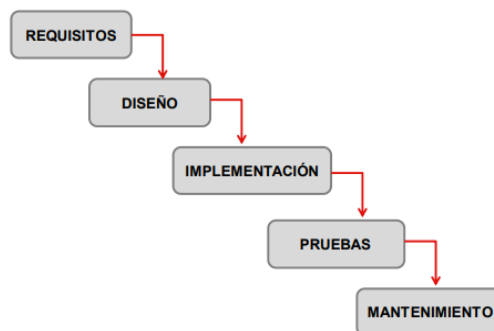 REQUISITOS
DISEÑO
IMPLEMENTACIÓN
PRUEBAS
MANTENIMIENTO